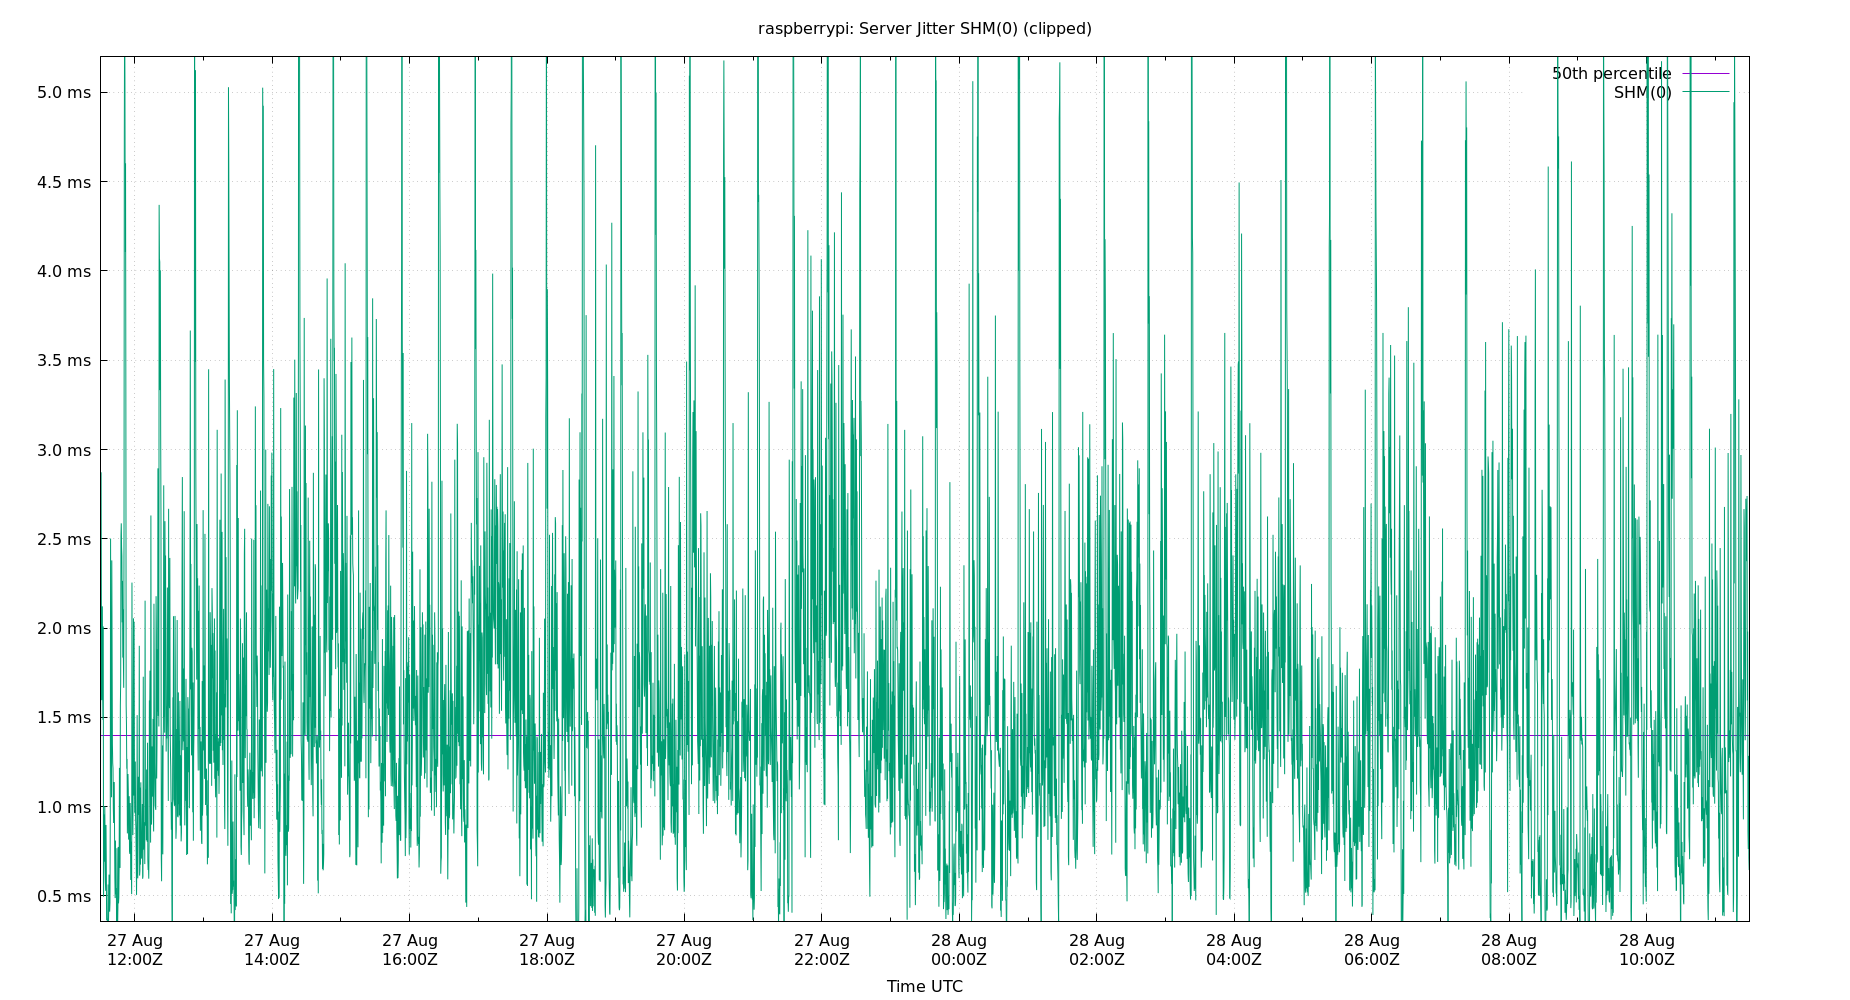 raspberrypi: Server Jitter SHM(0) (clipped)
50th percentile
SHM(0)
5.0 ms
4.5 ms
4.0 ms
3.5 ms
3.0 ms
2.5 ms
2.0 ms
1.5 ms
1.0 ms
0.5 ms
27 Aug 27 Aug 27 Aug 27 Aug 27 Aug 27 Aug 28 Aug 28 Aug 28 Aug 28 Aug 28 Aug 28 Aug
12:00Z 14:00Z 16:00Z 18:00Z 20:00Z 22:00Z 00:00Z 02:00Z 04:00Z 06:00Z 08:00Z 10:00Z
Time UTC